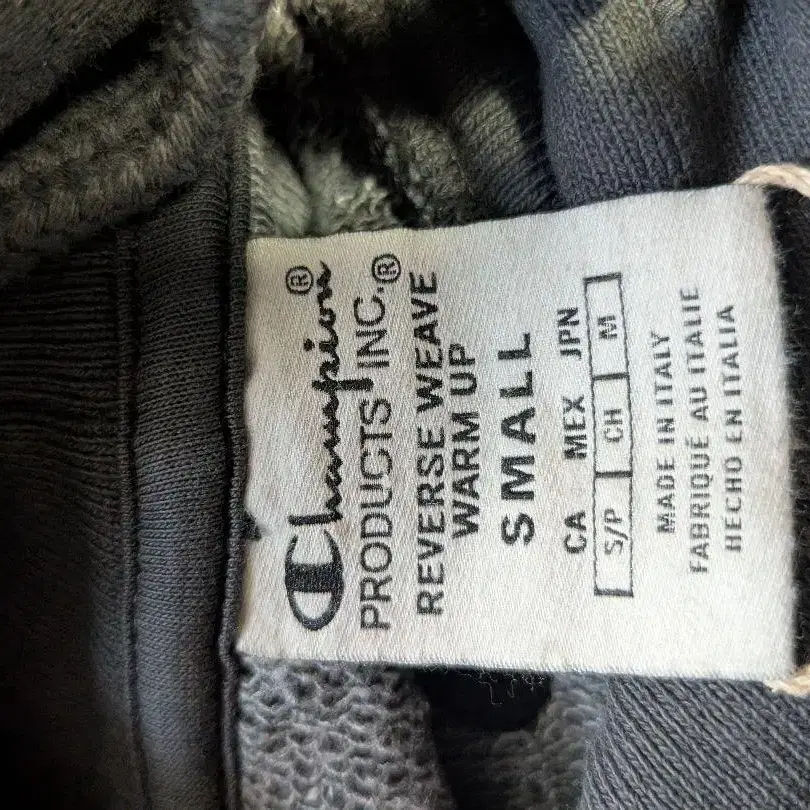 Champion®
PRODUCTS INC.®
REVERSE WEAVE
WARM UP
SMALL
CA MEX JPN
S/P CH M
MADE IN ITALY
FABRIQUÉ AU ITALIE
HECHO EN ITALIA